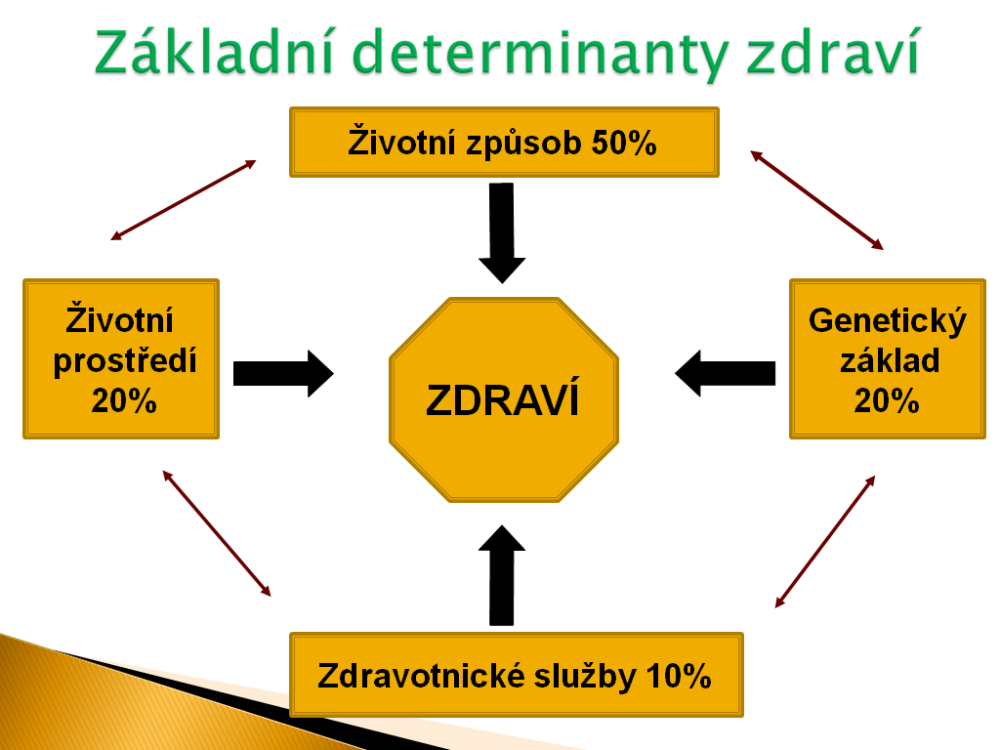 Základní determinanty zdraví
Životní způsob 50%
Životní
prostředí
20%
ZDRAVÍ
Genetický
základ
20%
Zdravotnické služby 10%